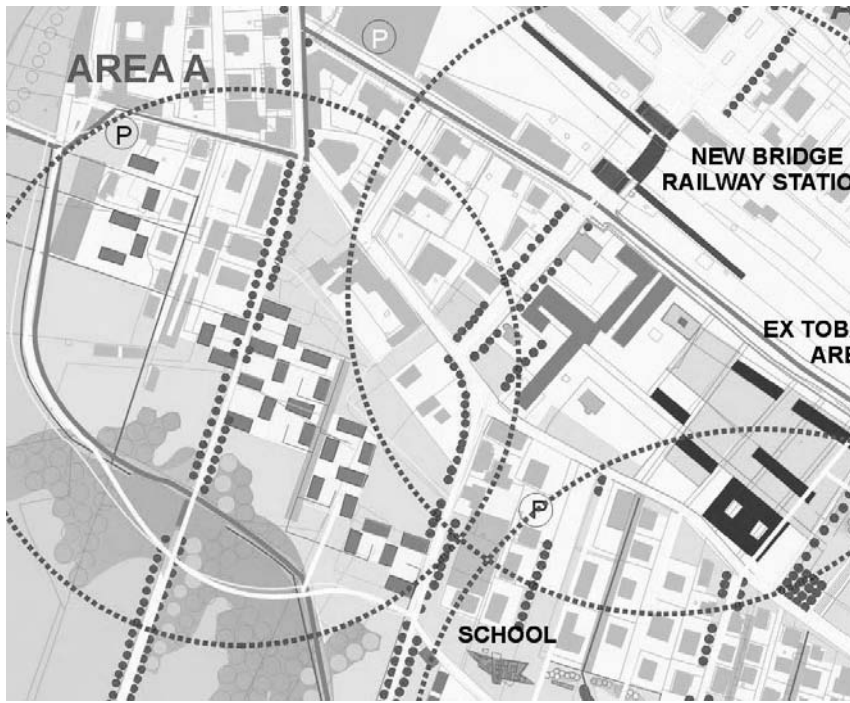 P
AREA A
P
NEW BRIDGE
RAILWAY STATIO
EX TOB
ARE
P
SCHOOL